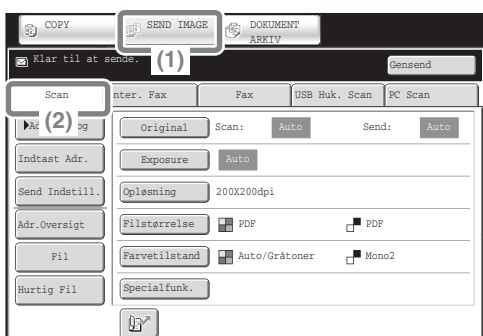 COPY
SEND IMAGE
DOKUMENT
ARKIV
Klar til at sende.
(1)
Gensend
Scan
nter. Fax
Fax
USB Huk. Scan
PC Scan
(2)
Original
Scan:
Auto
Send:
Auto
Indtast Adr.
Exposure
Auto
Send Indstill.
Opløsning
200X200dpi
Adr.Oversigt
Filstørrelse
PDF
PDF
Fil
Farvetilstand
Auto/Gråtoner
Mono2
Hurtig Fil
Specialfunk.